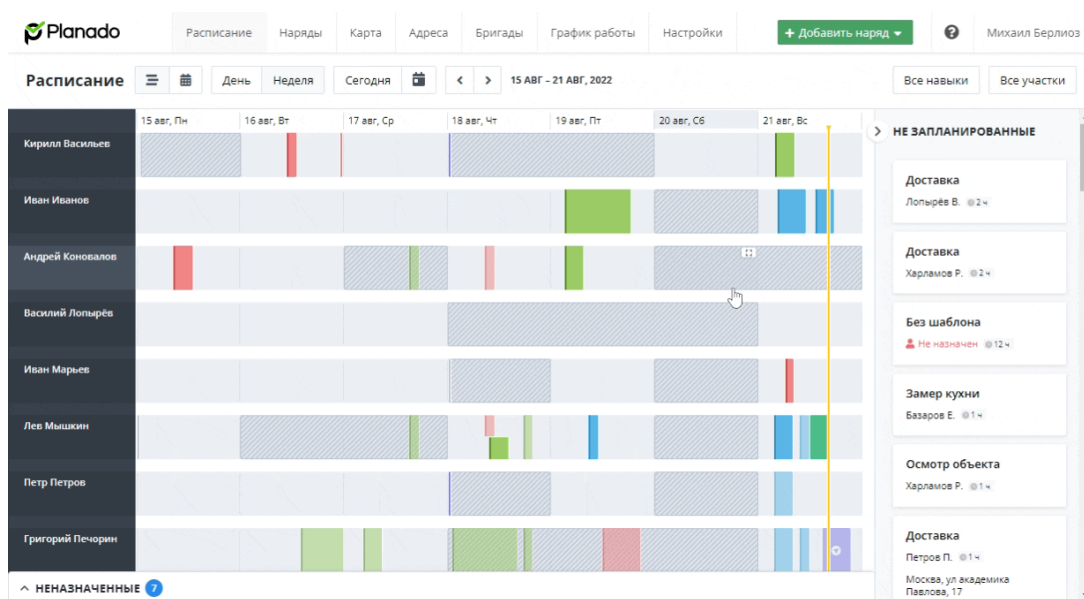 Planado
Расписание Наряды Карта Адреса Бригады График работы Настройки
+ Добавить наряд
?
Михаил Берлиоз
Расписание
День Неделя Сегодня
15 АВГ – 21 АВГ, 2022
Все навыки Все участки
15 авг, Пн 16 авг, Вт 17 авг, Ср 18 авг, Чт 19 авг, Пт 20 авг, Сб 21 авг, Вс
Кирилл Васильев
Иван Иванов
Андрей Коновалов
Василий Лопырёв
Иван Марьев
Лев Мышкин
Петр Петров
Григорий Печорин
НЕНАЗНАЧЕННЫЕ 7
НЕ ЗАПЛАНИРОВАННЫЕ
Доставка
Лопырёв В. 2 ч
Доставка
Харламов Р. 2 ч
Без шаблона
Не назначен 12 ч
Замер кухни
Базаров Е. 1 ч
Осмотр объекта
Харламов Р. 1 ч
Доставка
Петров П. 1 ч
Москва, ул академика
Павлова, 17